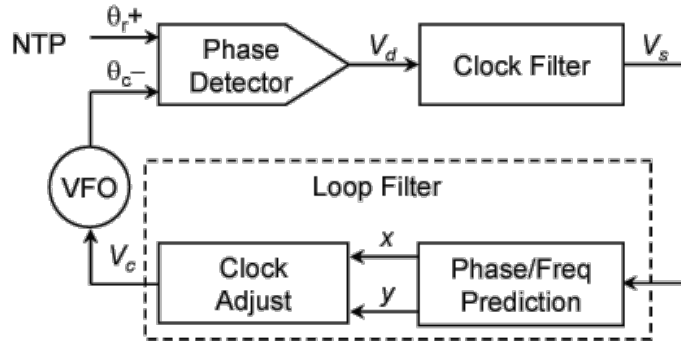 NTP
θr+
θc−
Phase
Detector
Vd
Clock Filter
Vs
VFO
Loop Filter
Vc
Clock
Adjust
x
y
Phase/Freq
Prediction